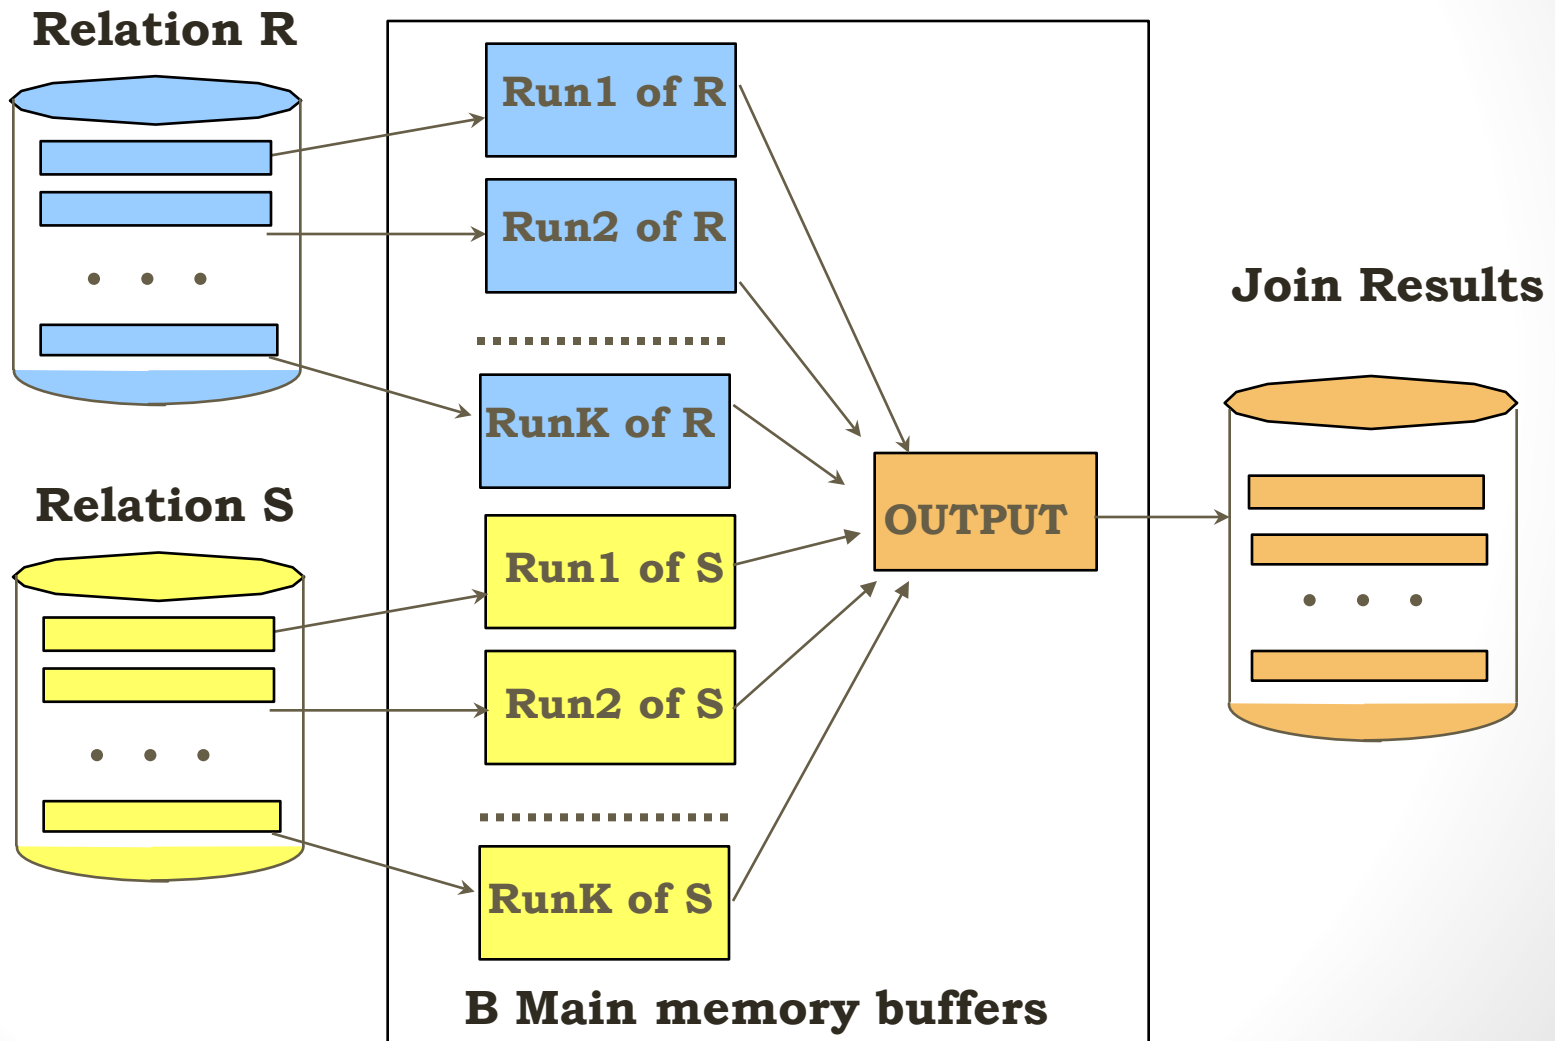 Relation R
Run1 of R
Run2 of R
RunK of R
Relation S
Run1 of S
Run2 of S
RunK of S
OUTPUT
Join Results
B Main memory buffers